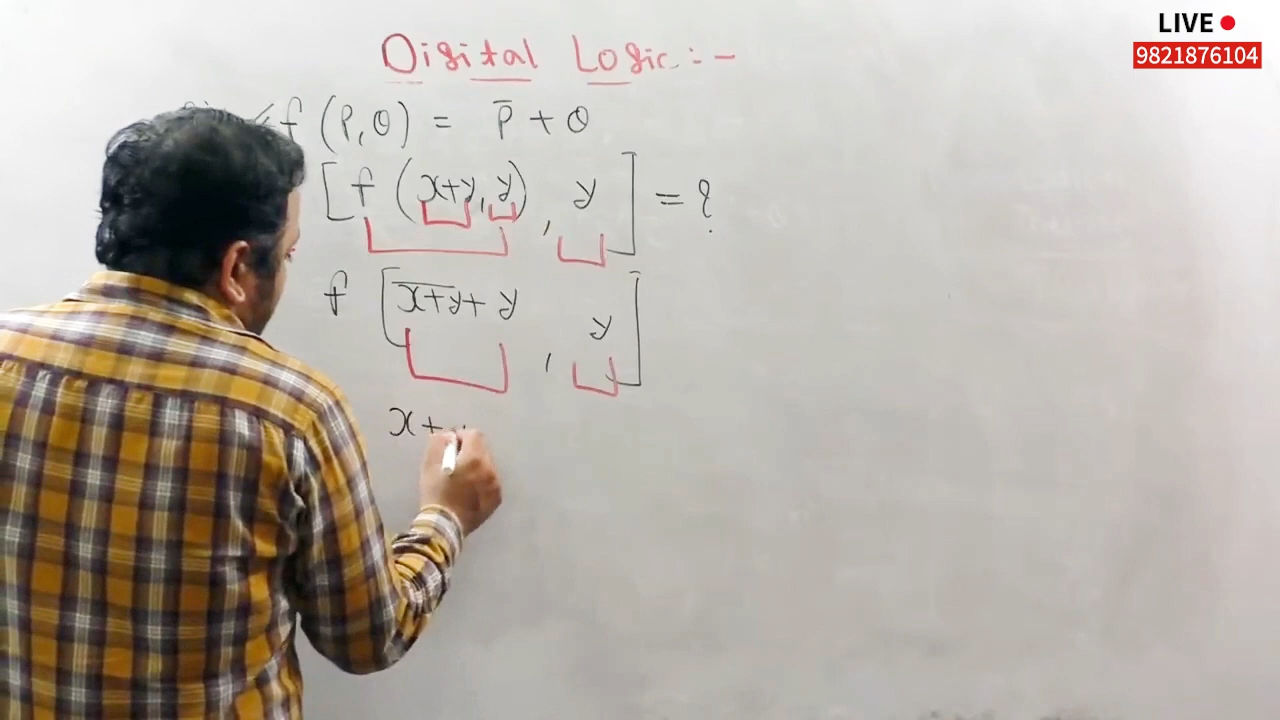 LIVE
9821876104
Digital Logic :-
f (P, Q) = P̅ + Q
[f (x+y, y), y] = ?
f [x̅+̅y̅ + y, y]
x +